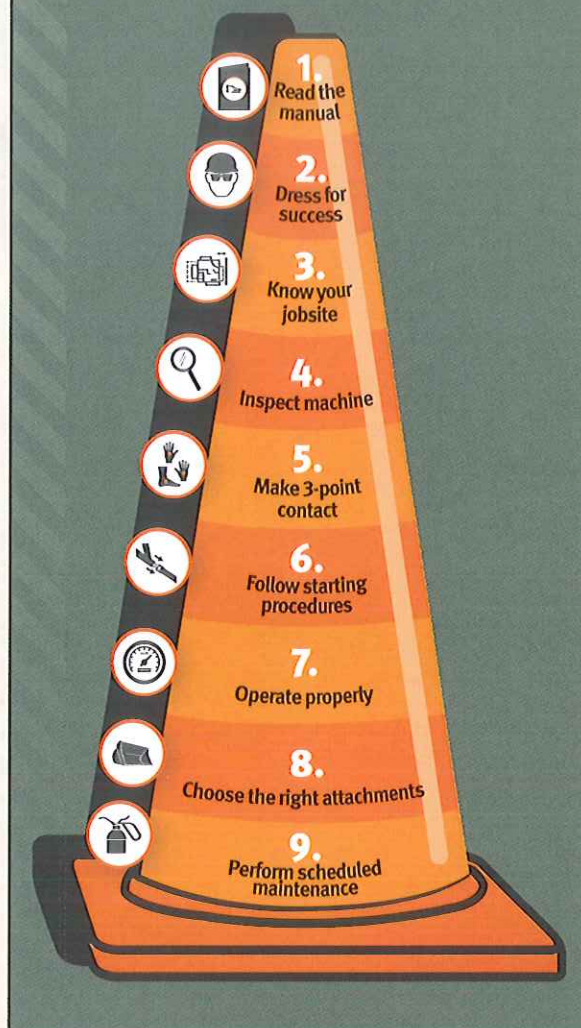 1.
Read the
manual
2.
Dress for
success
3.
Know your
jobsite
4.
Inspect machine
5.
Make 3-point
contact
6.
Follow starting
procedures
7.
Operate properly
8.
Choose the right attachments
9.
Perform scheduled
maintenance